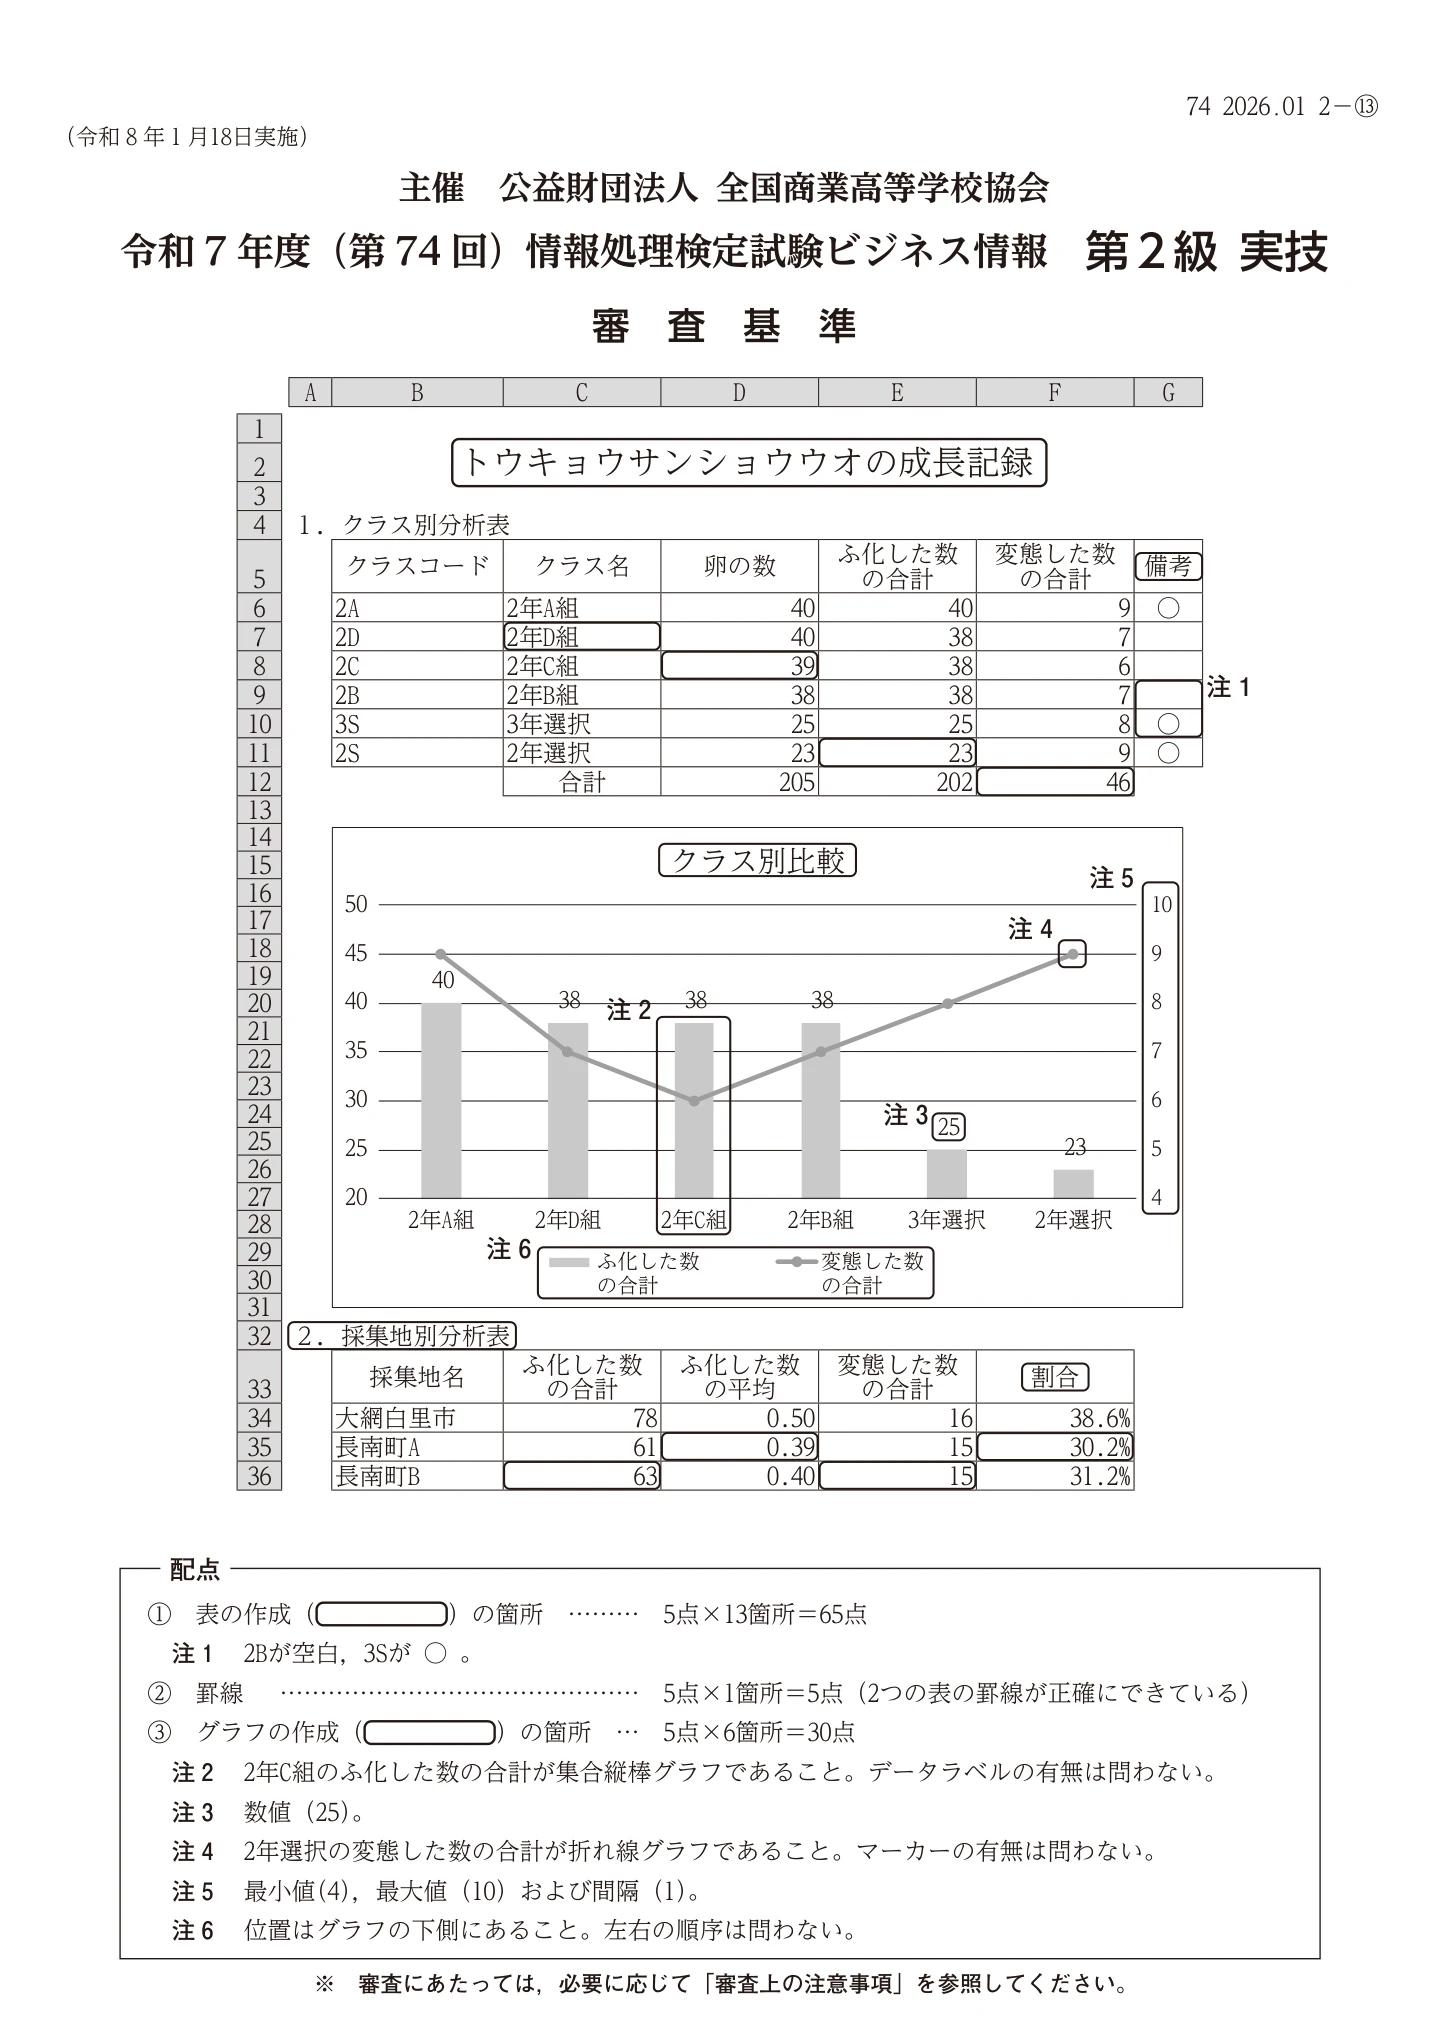 74 2026.01 2－⑬
（令和８年１月18日実施）
主催　公益財団法人 全国商業高等学校協会
令和７年度（第74回）情報処理検定試験ビジネス情報　第２級 実技
審 査 基 準
A B C D E F G
1
2 トウキョウサンショウウオの成長記録
3
4 １．クラス別分析表
5 クラスコード クラス名 卵の数 ふ化した数の合計 変態した数の合計 備考
6 2A 2年A組 40 40 9 ○
7 2D 2年D組 40 38 7
8 2C 2年C組 39 38 6
9 2B 2年B組 38 38 7 注１
10 3S 3年選択 25 25 8 ○
11 2S 2年選択 23 23 9 ○
12 合計 205 202 46
13
14
15 クラス別比較
16 注５
17 50 10
18 注４
19 45 9
20 40
21 38 注２ 38 38
22 40 8
23 35 7
24 30 6
25 注３ 25
26 25 23 5
27 20 4
28 2年A組 2年D組 2年C組 2年B組 3年選択 2年選択
29 注６ ふ化した数の合計 変態した数の合計
30
31
32 ２．採集地別分析表
33 採集地名 ふ化した数の合計 ふ化した数の平均 変態した数の合計 割合
34 大網白里市 78 0.50 16 38.6%
35 長南町A 61 0.39 15 30.2%
36 長南町B 63 0.40 15 31.2%
配点
① 表の作成（　）の箇所 ……… 5点×13箇所＝65点
注１ 2Bが空白，3Sが ○ 。
② 罫線 ……………………………………… 5点×1箇所＝5点（2つの表の罫線が正確にできている）
③ グラフの作成（　）の箇所 … 5点×6箇所＝30点
注２ 2年C組のふ化した数の合計が集合縦棒グラフであること。データラベルの有無は問わない。
注３ 数値（25）。
注４ 2年選択の変態した数の合計が折れ線グラフであること。マーカーの有無は問わない。
注５ 最小値(4)，最大値（10）および間隔（1）。
注６ 位置はグラフの下側にあること。左右の順序は問わない。
※　審査にあたっては，必要に応じて「審査上の注意事項」を参照してください。